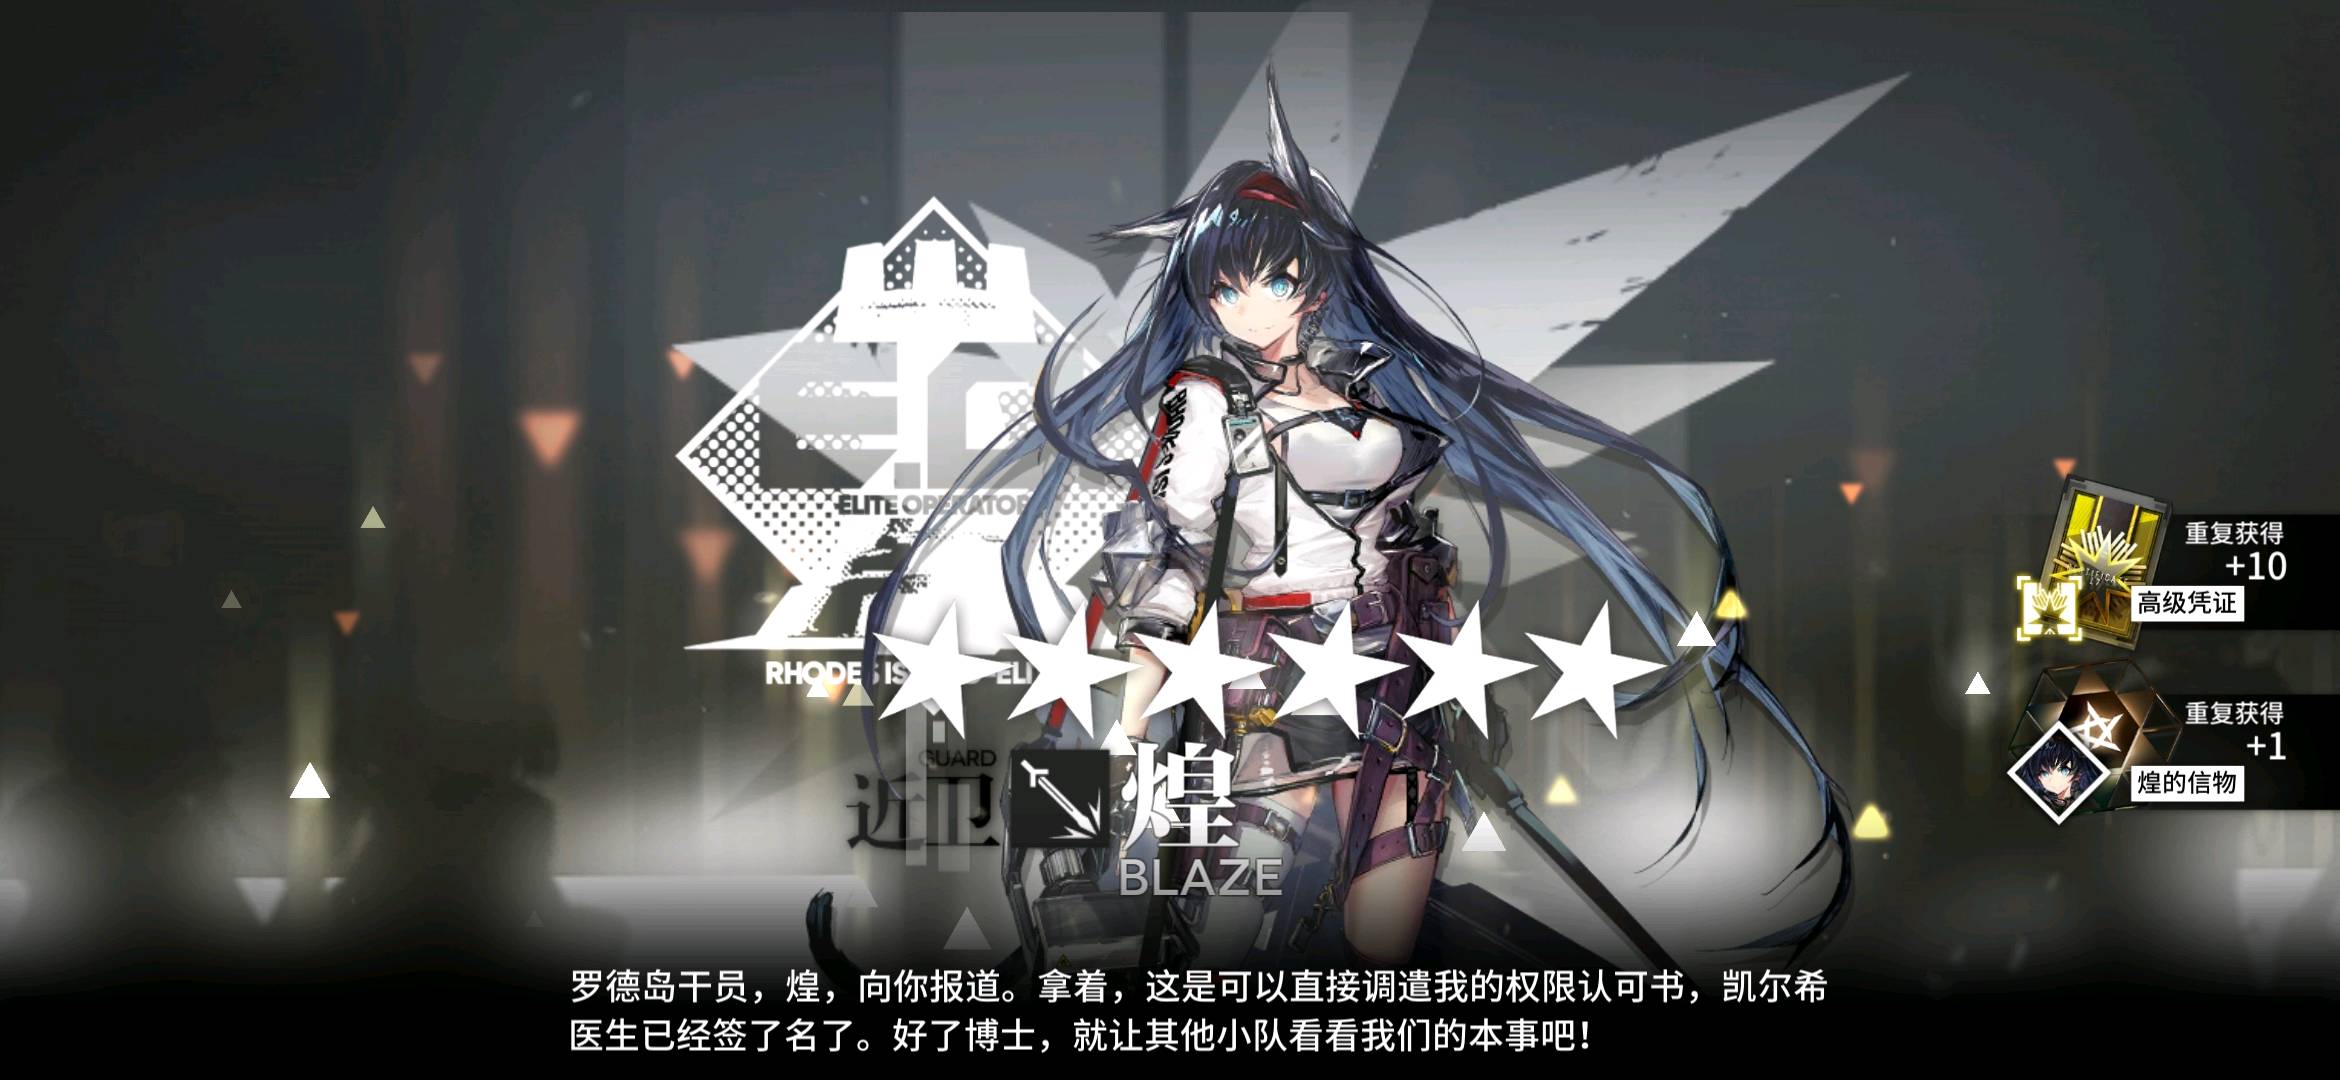 ELITE OPERATOR
RHODES IS
ELI
RHODES IS
GUARD
近卫
煌
BLAZE
重复获得
+10
高级凭证
重复获得
+1
煌的信物
罗德岛干员，煌，向你报道。拿着，这是可以直接调遣我的权限认可书，凯尔希
医生已经签了名了。好了博士，就让其他小队看看我们的本事吧！